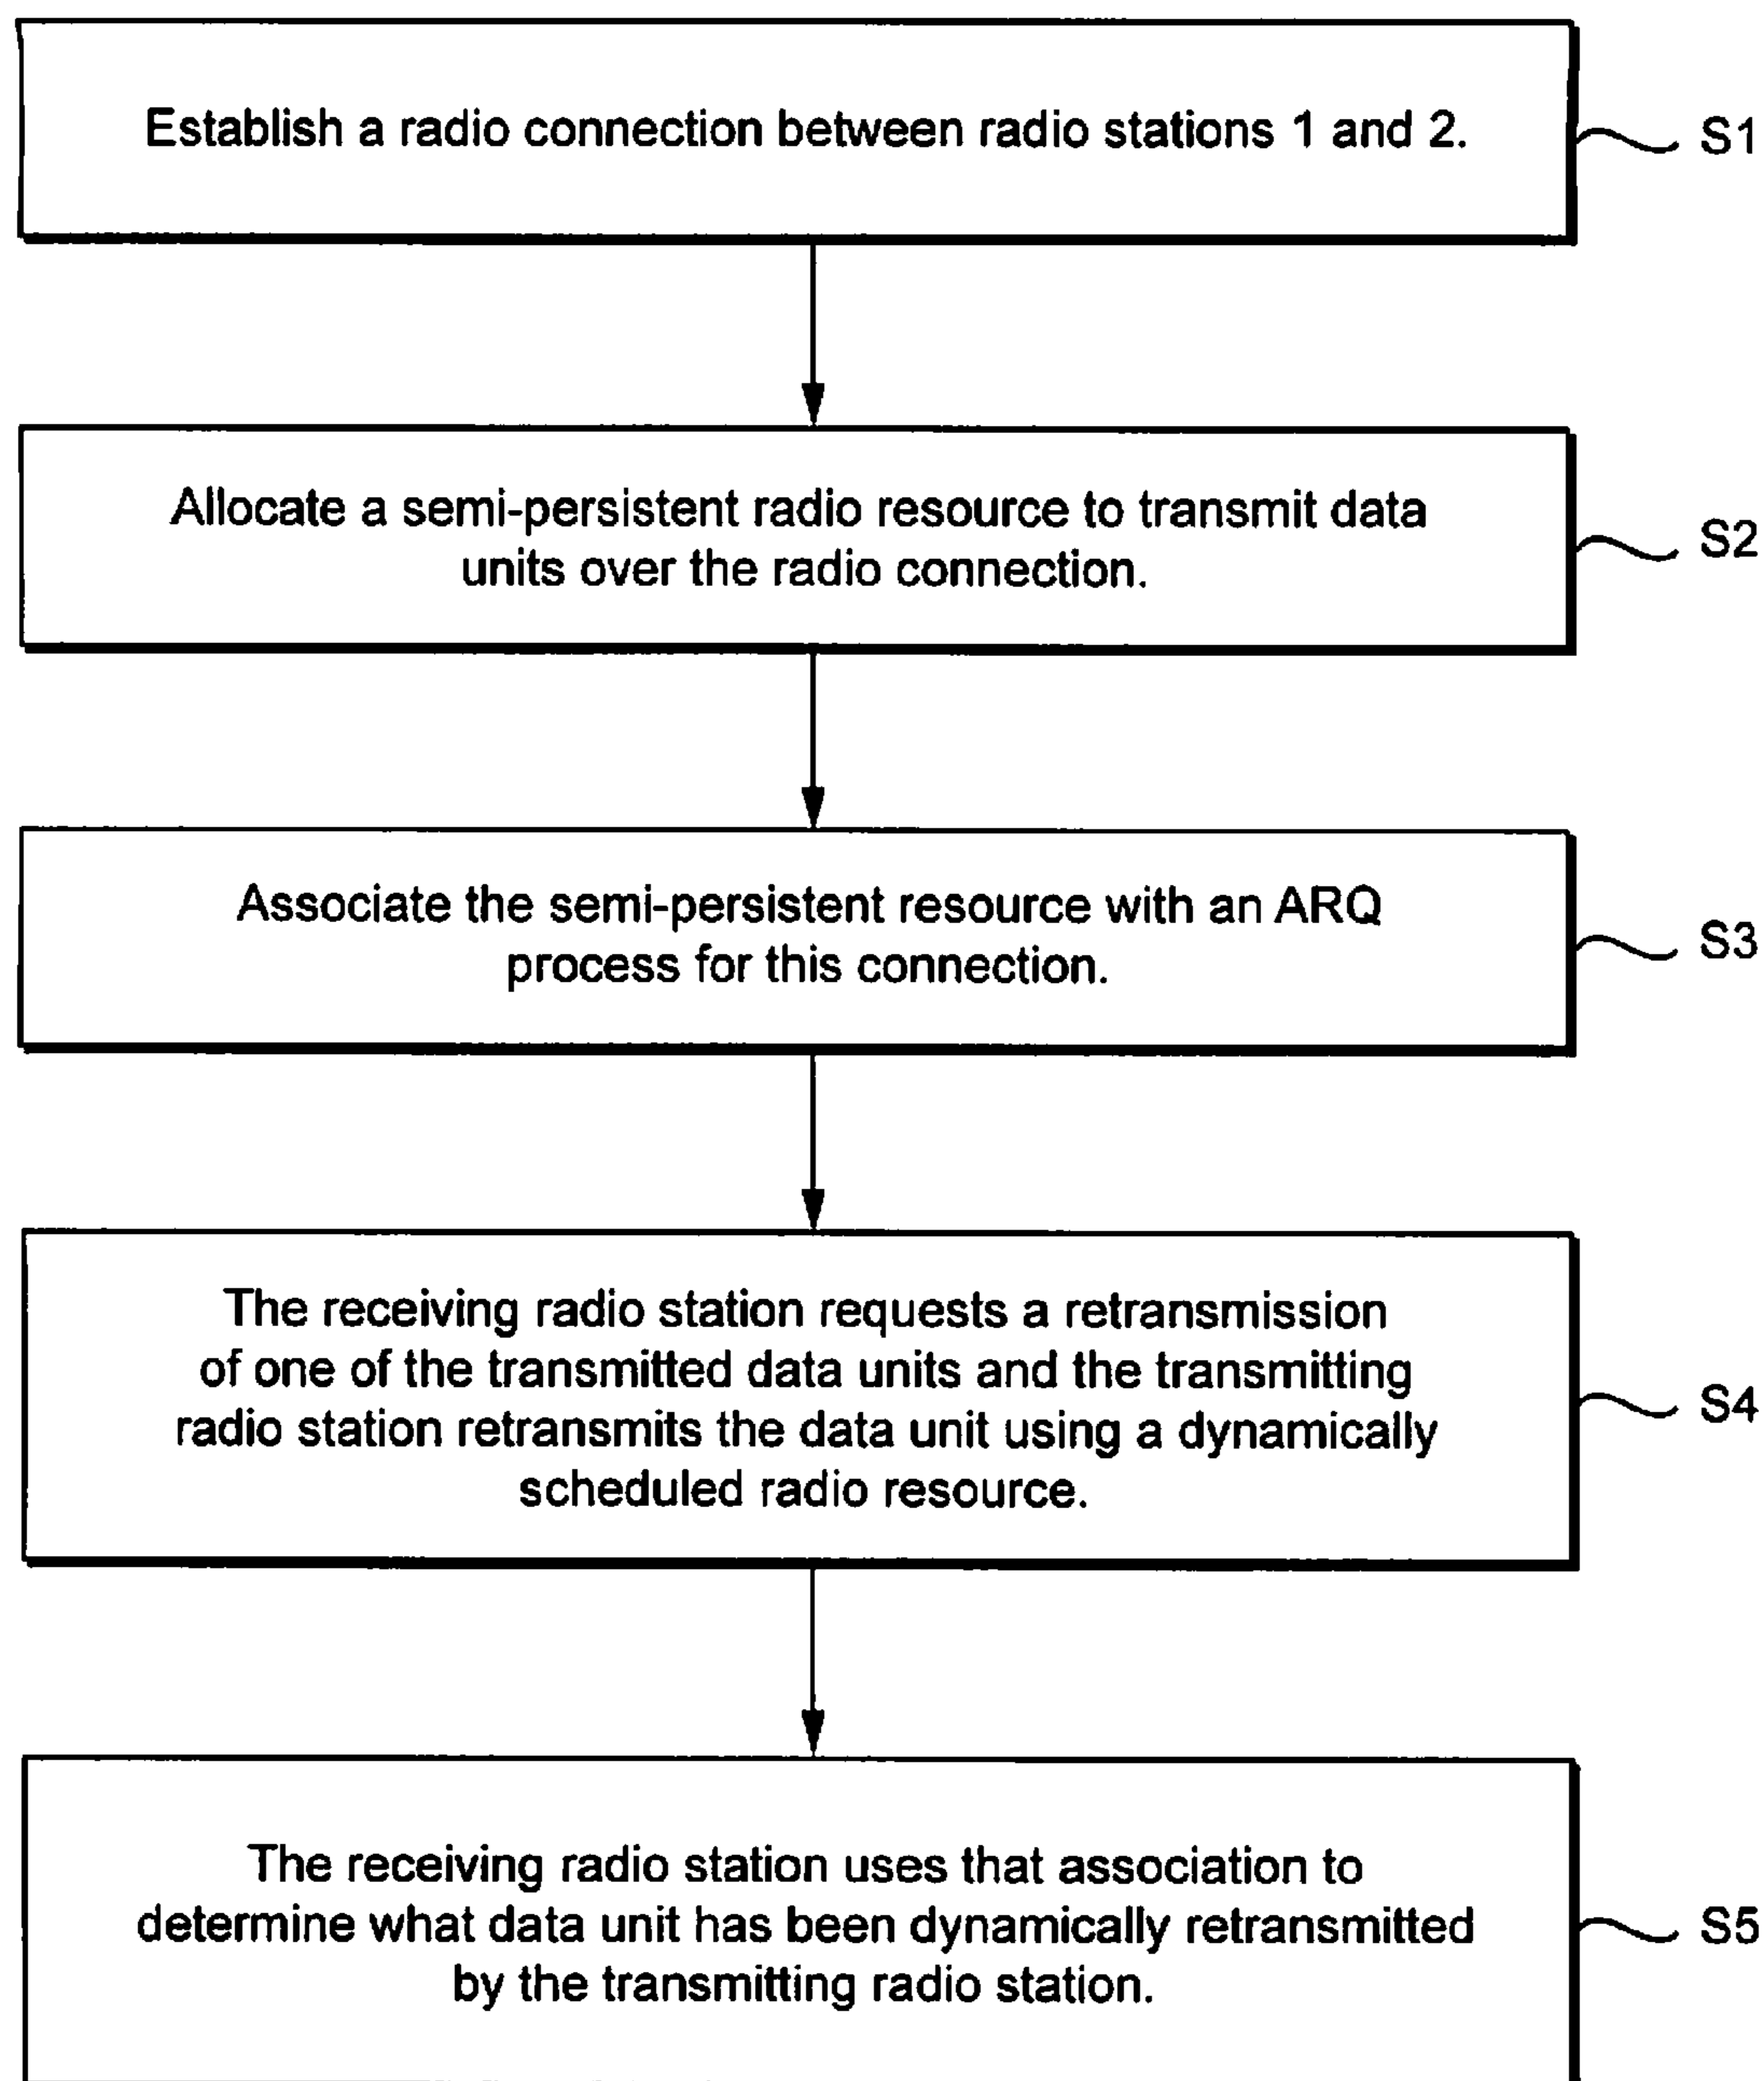 Establish a radio connection between radio stations 1 and 2.
S1
Allocate a semi-persistent radio resource to transmit data
units over the radio connection.
S2
Associate the semi-persistent resource with an ARQ
process for this connection.
S3
The receiving radio station requests a retransmission
of one of the transmitted data units and the transmitting
radio station retransmits the data unit using a dynamically
scheduled radio resource.
S4
The receiving radio station uses that association to
determine what data unit has been dynamically retransmitted
by the transmitting radio station.
S5